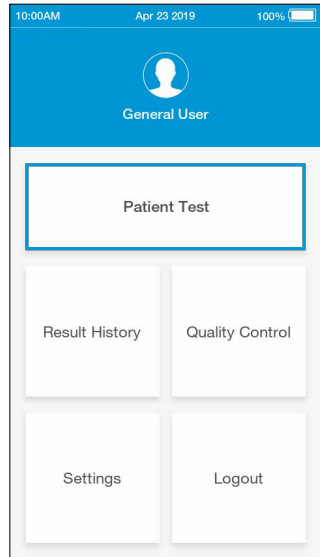 10:00AM Apr 23 2019 100%
General User
Patient Test
Result History Quality Control
Settings Logout